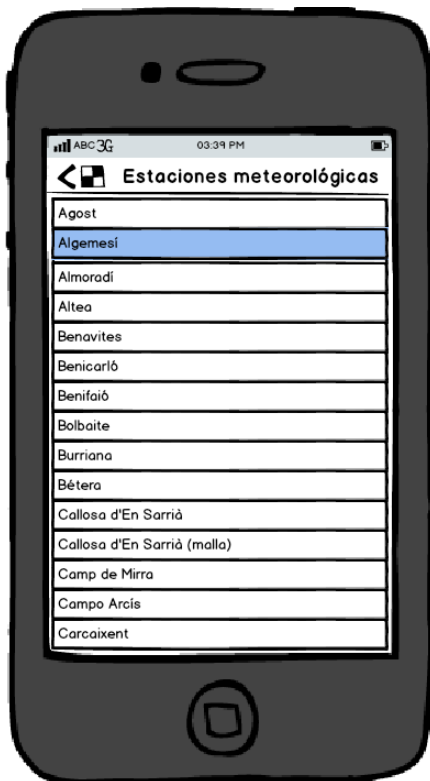 ABC 3G 03:39 PM
Estaciones meteorológicas
Agost
Algemesí
Almoradí
Altea
Benavites
Benicarló
Benifaió
Bolbaite
Burriana
Bétera
Callosa d'En Sarrià
Callosa d'En Sarrià (malla)
Camp de Mirra
Campo Arcís
Carcaixent